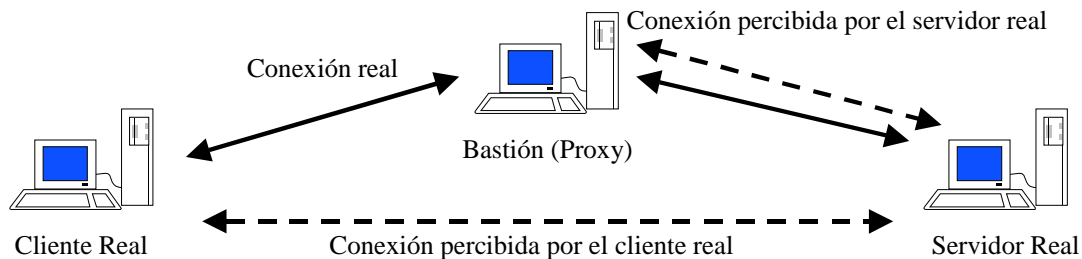 Conexión percibida por el servidor real
Conexión real
Bastión (Proxy)
Cliente Real
Conexión percibida por el cliente real
Servidor Real